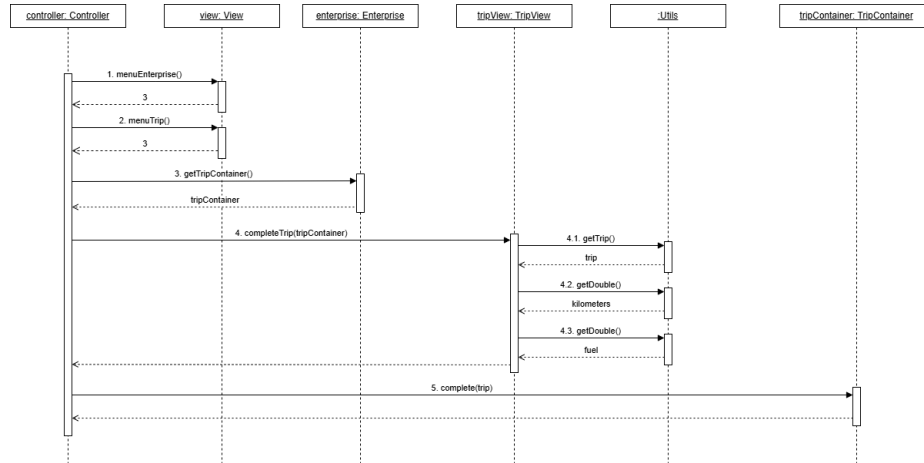 controller: Controller
view: View
enterprise: Enterprise
tripView: TripView
:Utils
tripContainer: TripContainer
1. menuEnterprise()
3
2. menuTrip()
3
3. getTripContainer()
tripContainer
4. completeTrip(tripContainer)
4.1. getTrip()
trip
4.2. getDouble()
kilometers
4.3. getDouble()
fuel
5. complete(trip)